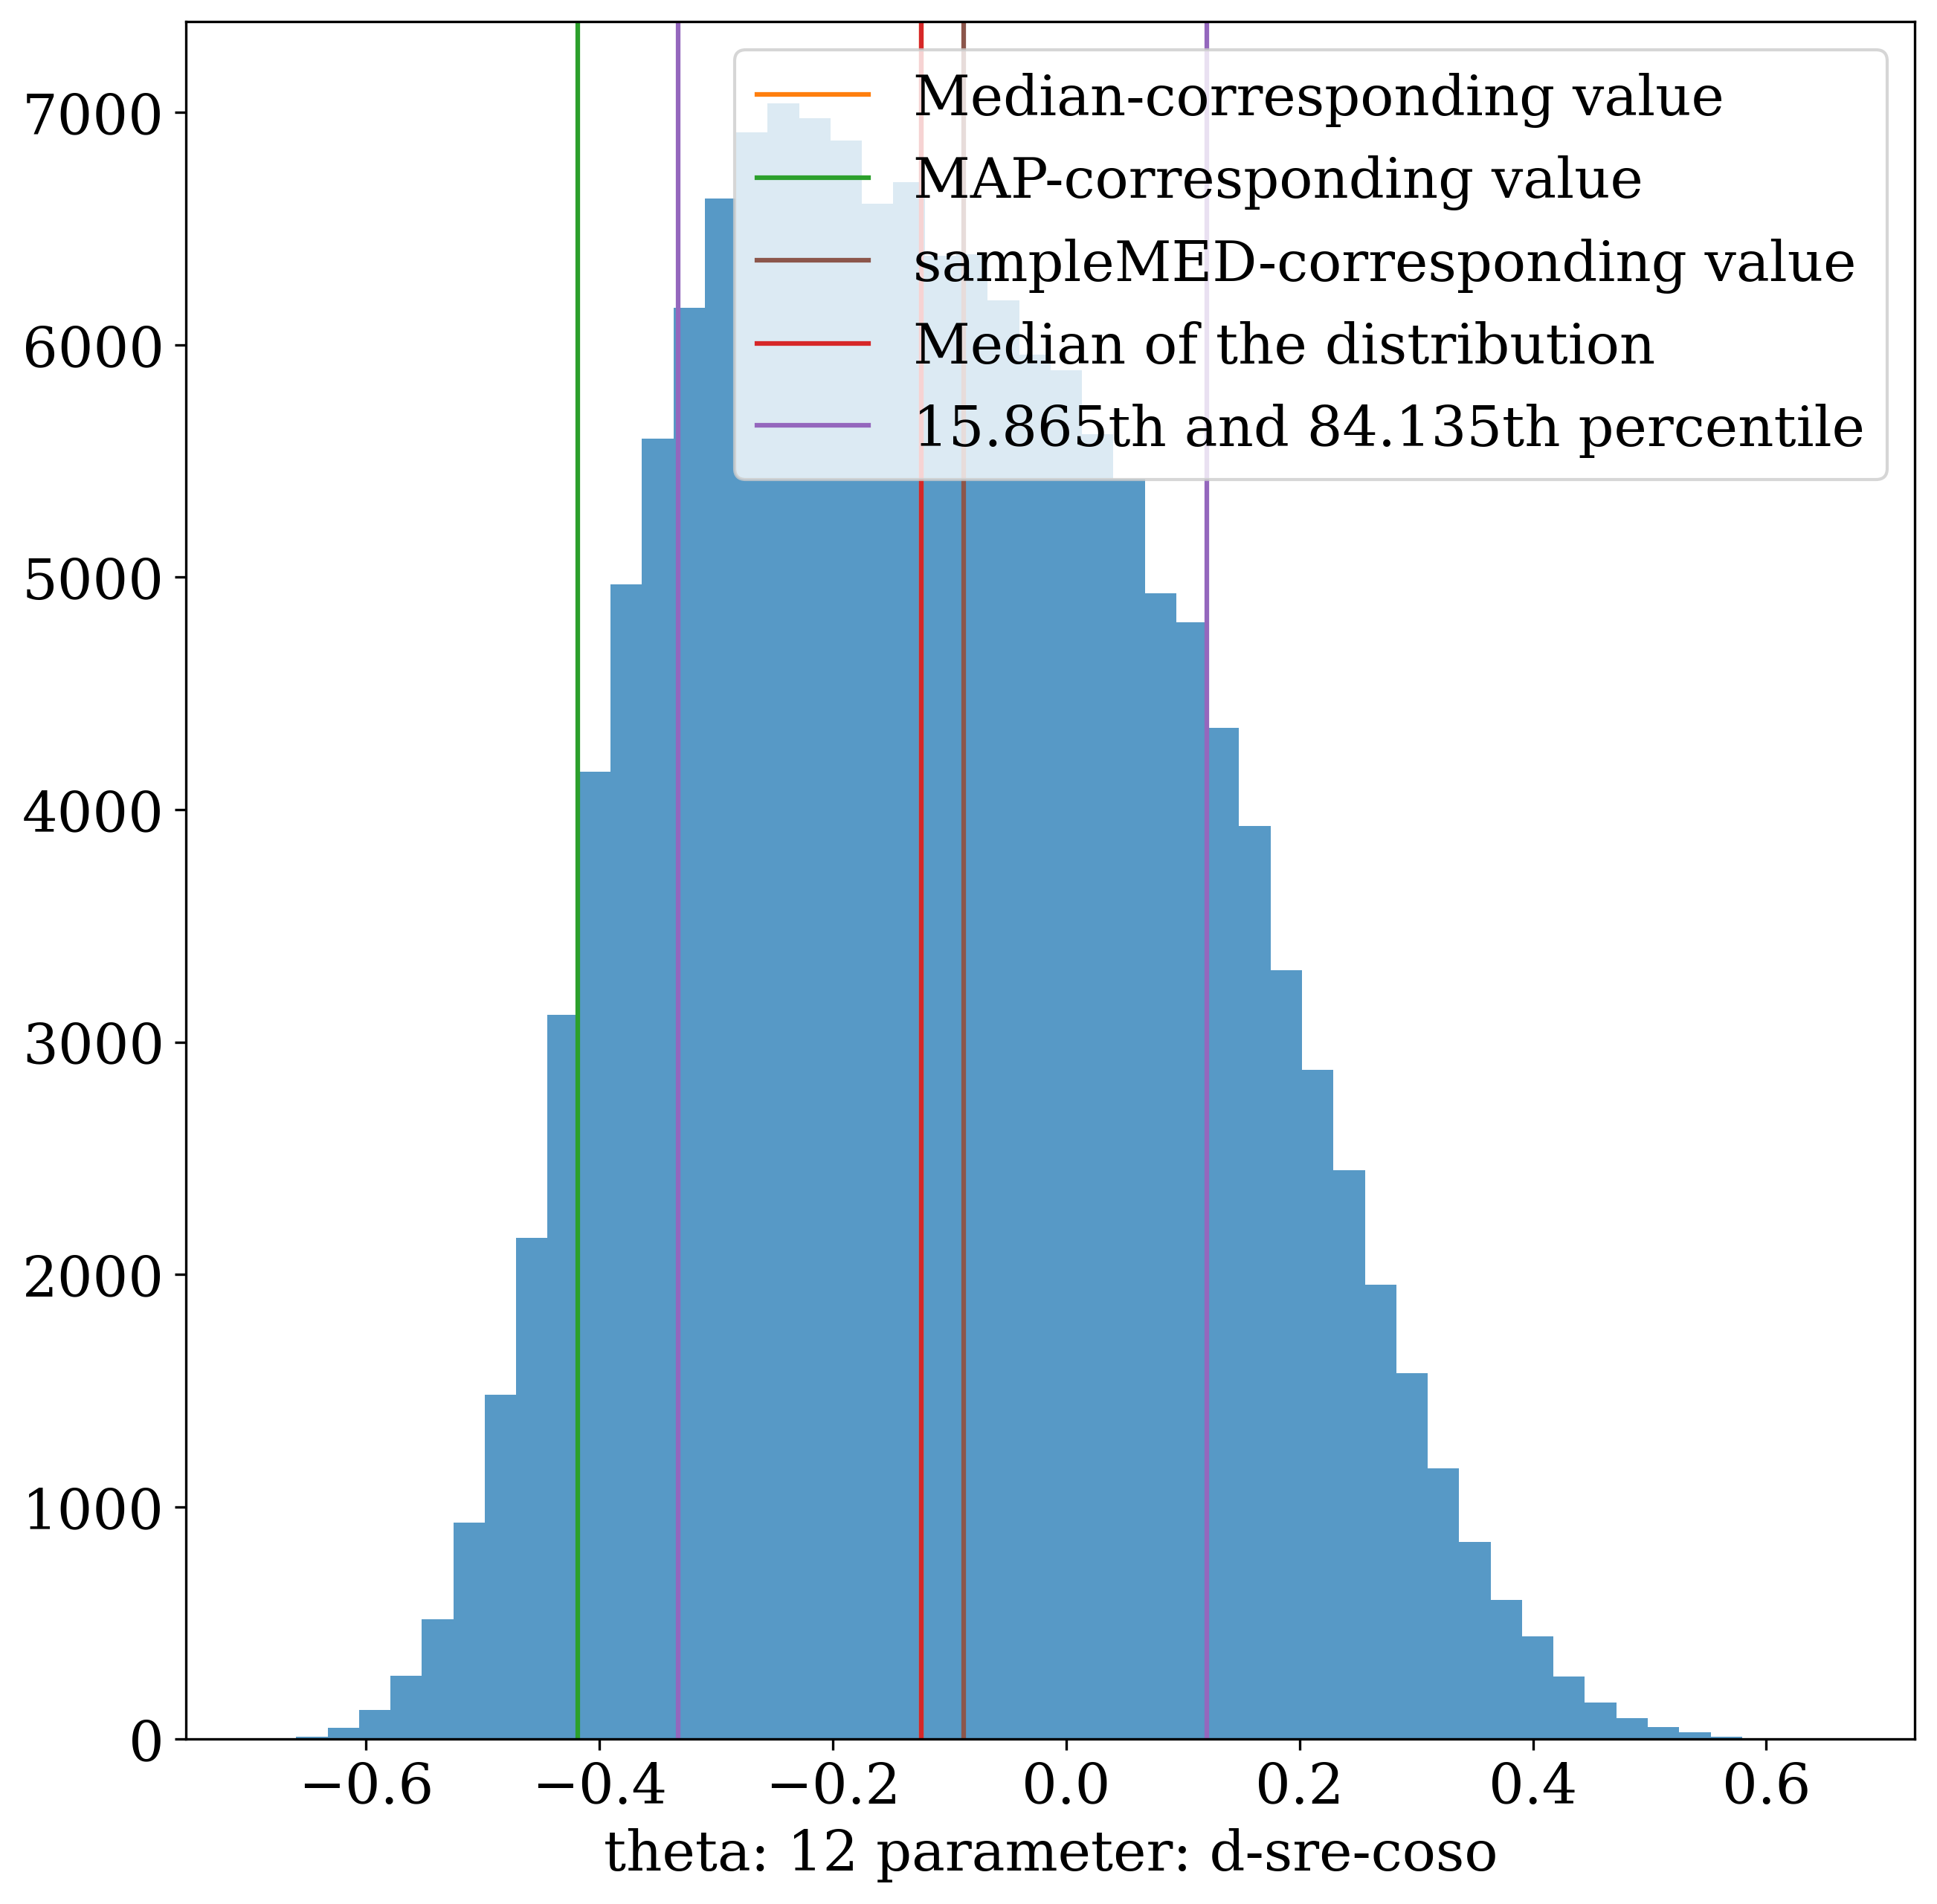 7000
6000
5000
4000
3000
2000
1000
0
Median-corresponding value
MAP-corresponding value
sampleMED-corresponding value
Median of the distribution
15.865th and 84.135th percentile
−0.6 −0.4 −0.2 0.0 0.2 0.4 0.6
theta: 12 parameter: d-sre-coso